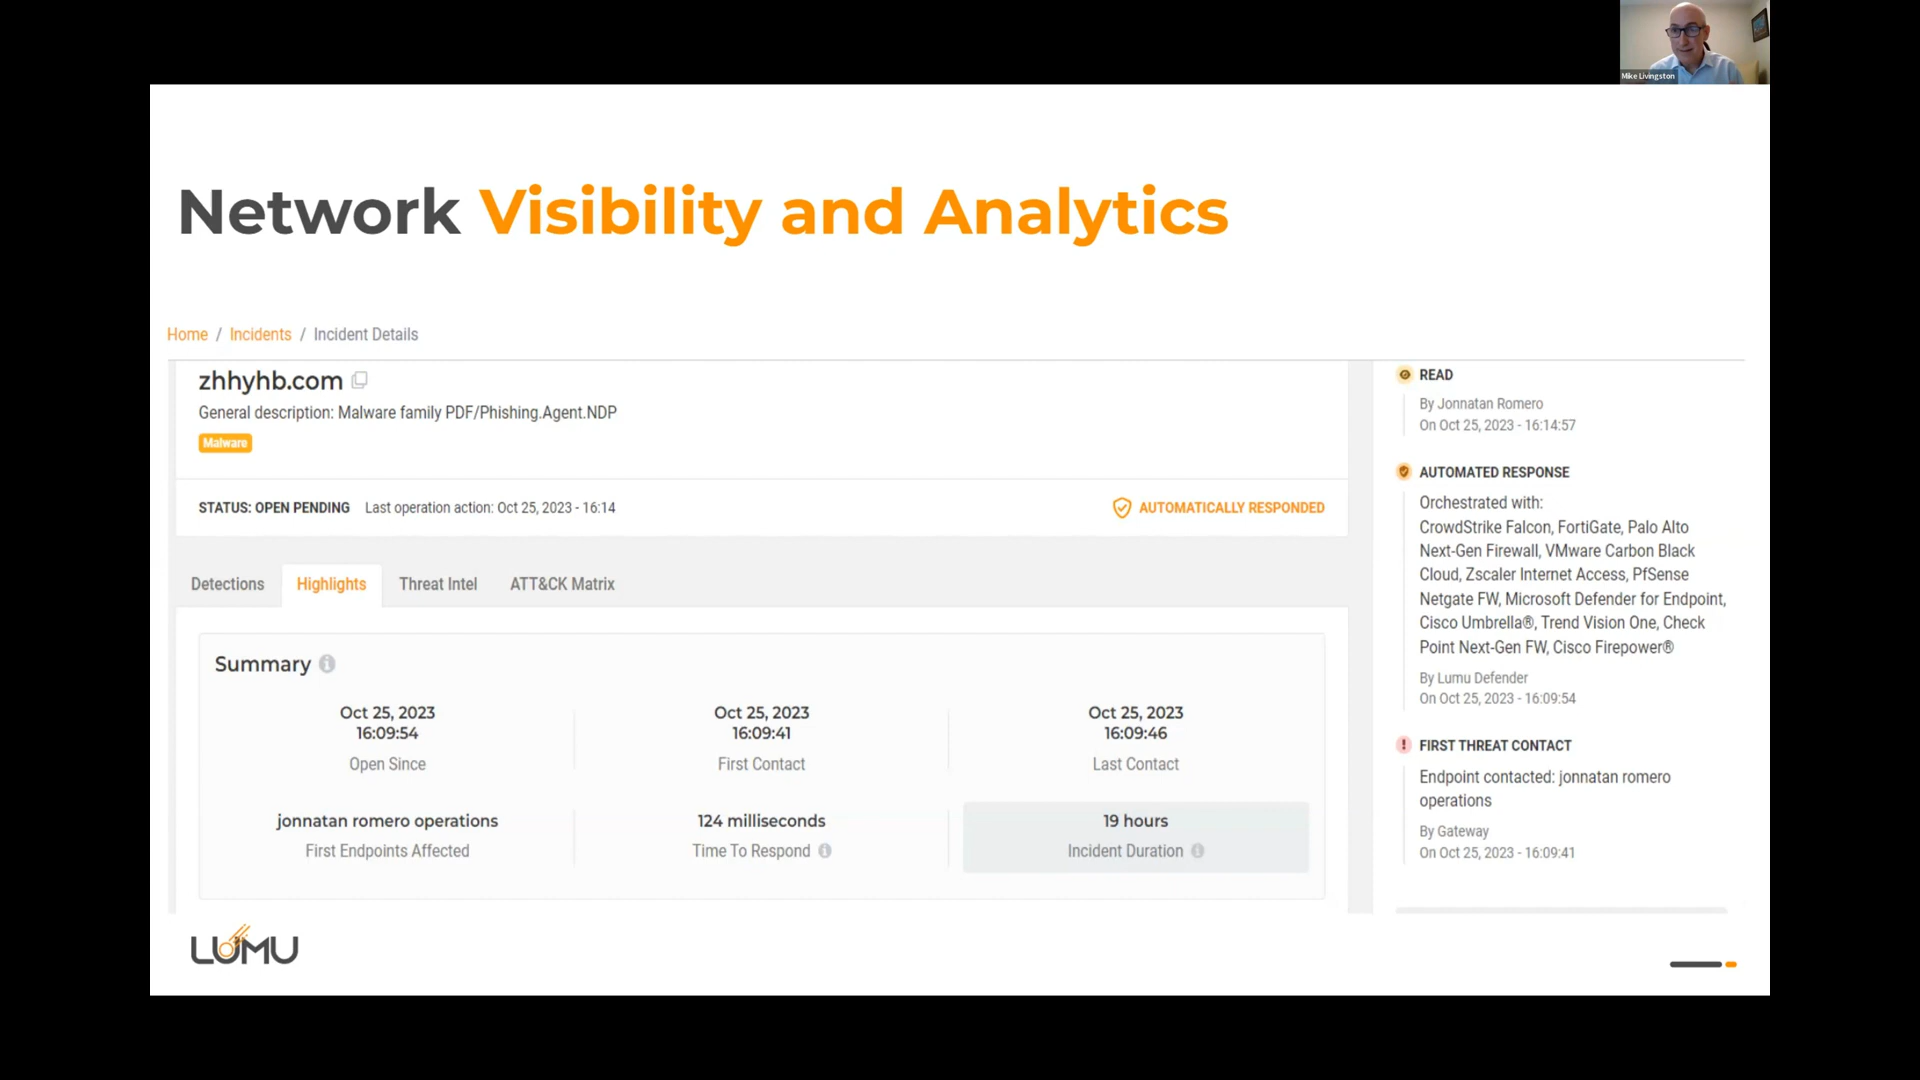 Mike Livingston
Network Visibility and Analytics
Home / Incidents / Incident Details
zhhyhb.com
General description: Malware family PDF/Phishing.Agent.NDP
Malware
STATUS: OPEN PENDING Last operation action: Oct 25, 2023 - 16:14
AUTOMATICALLY RESPONDED
Detections Highlights Threat Intel ATT&CK Matrix
Summary
Oct 25, 2023
16:09:54
Open Since
Oct 25, 2023
16:09:41
First Contact
Oct 25, 2023
16:09:46
Last Contact
jonnatan romero operations
First Endpoints Affected
124 milliseconds
Time To Respond
19 hours
Incident Duration
READ
By Jonnatan Romero
On Oct 25, 2023 - 16:14:57
AUTOMATED RESPONSE
Orchestrated with:
CrowdStrike Falcon, FortiGate, Palo Alto
Next-Gen Firewall, VMware Carbon Black
Cloud, Zscaler Internet Access, PfSense
Netgate FW, Microsoft Defender for Endpoint,
Cisco Umbrella®, Trend Vision One, Check
Point Next-Gen FW, Cisco Firepower®
By Lumu Defender
On Oct 25, 2023 - 16:09:54
FIRST THREAT CONTACT
Endpoint contacted: jonnatan romero
operations
By Gateway
On Oct 25, 2023 - 16:09:41
LUMU